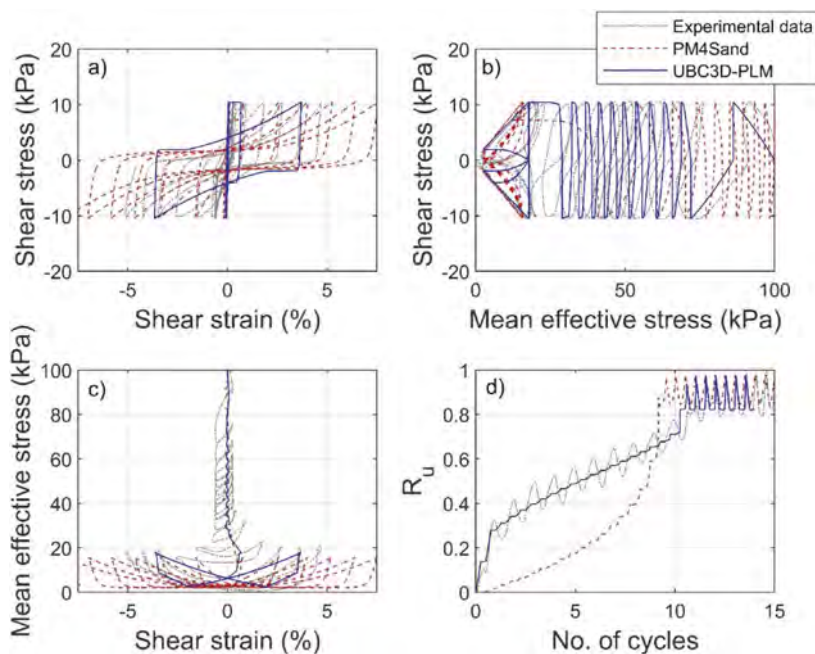 Experimental data
PM4Sand
UBC3D-PLM
a)
20
10
0
-10
-20
Shear stress (kPa)
-5 0 5
Shear strain (%)
b)
20
10
0
-10
-20
Shear stress (kPa)
0 50 100
Mean effective stress (kPa)
c)
100
80
60
40
20
0
Mean effective stress (kPa)
-5 0 5
Shear strain (%)
d)
1
0.8
0.6
0.4
0.2
0
R_u
0 5 10 15
No. of cycles